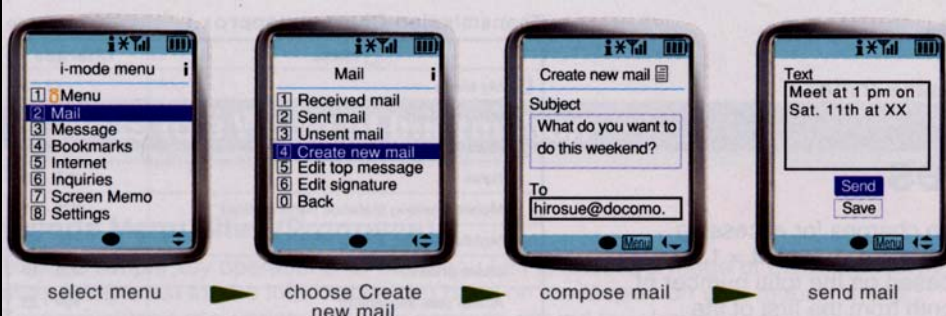 i-mode menu i
1 Menu
2 Mail
3 Message
4 Bookmarks
5 Internet
6 Inquiries
7 Screen Memo
8 Settings
select menu
Mail i
1 Received mail
2 Sent mail
3 Unsent mail
4 Create new mail
5 Edit top message
6 Edit signature
0 Back
choose Create
new mail
Create new mail
Subject
What do you want to
do this weekend?
To
hirosue@docomo.
Menu
compose mail
Text
Meet at 1 pm on
Sat. 11th at XX
Send
Save
Menu
send mail